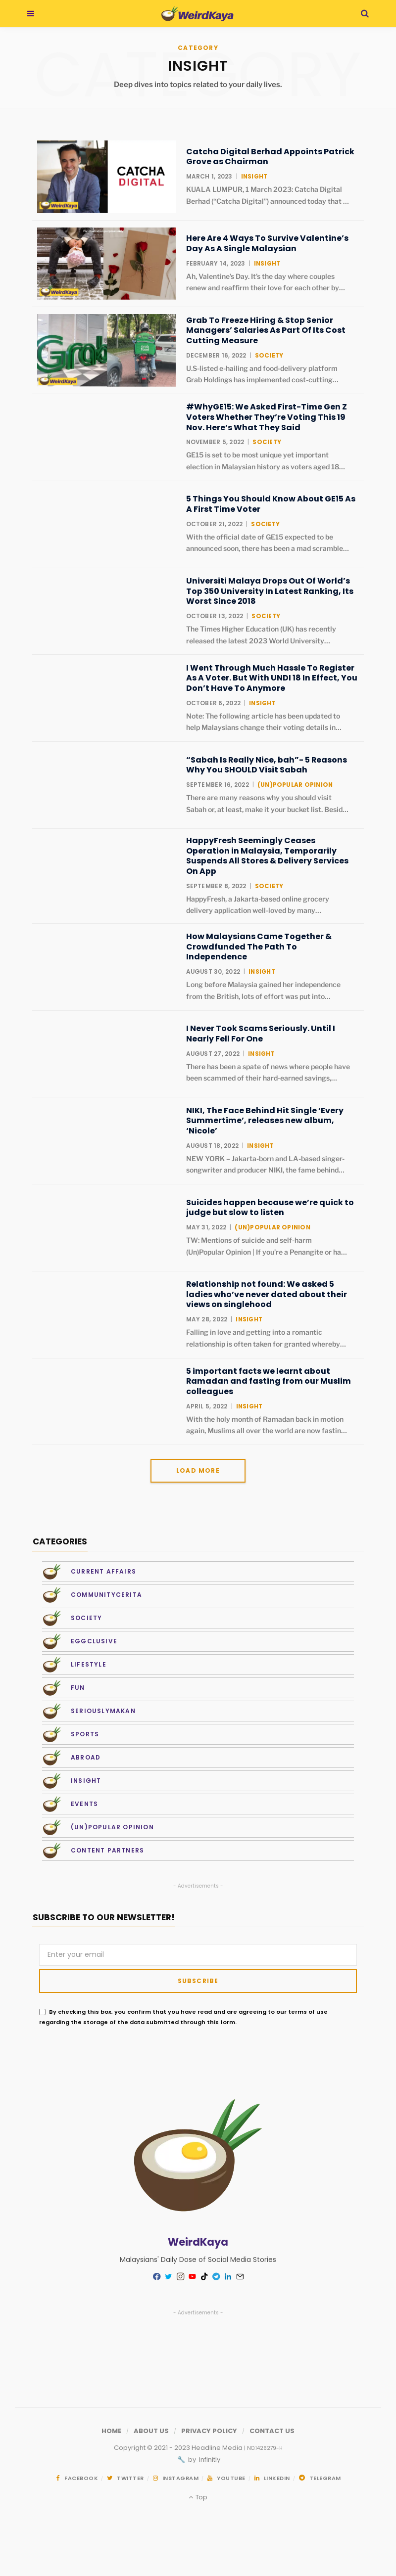 WeirdKaya
CATEGORY
CATEGORY
INSIGHT
Deep dives into topics related to your daily lives.
CATCHA
DIGITAL
WeirdKaya
Catcha Digital Berhad Appoints Patrick
Grove as Chairman
MARCH 1, 2023 | INSIGHT
KUALA LUMPUR, 1 March 2023: Catcha Digital
Berhad (“Catcha Digital”) announced today that ...
WeirdKaya
Here Are 4 Ways To Survive Valentine’s
Day As A Single Malaysian
FEBRUARY 14, 2023 | INSIGHT
Ah, Valentine’s Day. It’s the day where couples
renew and reaffirm their love for each other by...
Grab
WeirdKaya
Grab To Freeze Hiring & Stop Senior
Managers’ Salaries As Part Of Its Cost
Cutting Measure
DECEMBER 16, 2022 | SOCIETY
U.S-listed e-hailing and food-delivery platform
Grab Holdings has implemented cost-cutting...
#WhyGE15: We Asked First-Time Gen Z
Voters Whether They’re Voting This 19
Nov. Here’s What They Said
NOVEMBER 5, 2022 | SOCIETY
GE15 is set to be most unique yet important
election in Malaysian history as voters aged 18...
5 Things You Should Know About GE15 As
A First Time Voter
OCTOBER 21, 2022 | SOCIETY
With the official date of GE15 expected to be
announced soon, there has been a mad scramble...
Universiti Malaya Drops Out Of World’s
Top 350 University In Latest Ranking, Its
Worst Since 2018
OCTOBER 13, 2022 | SOCIETY
The Times Higher Education (UK) has recently
released the latest 2023 World University...
I Went Through Much Hassle To Register
As A Voter. But With UNDI 18 In Effect, You
Don’t Have To Anymore
OCTOBER 6, 2022 | INSIGHT
Note: The following article has been updated to
help Malaysians change their voting details in...
“Sabah Is Really Nice, bah”- 5 Reasons
Why You SHOULD Visit Sabah
SEPTEMBER 16, 2022 | (UN)POPULAR OPINION
There are many reasons why you should visit
Sabah or, at least, make it your bucket list. Besid...
HappyFresh Seemingly Ceases
Operation in Malaysia, Temporarily
Suspends All Stores & Delivery Services
On App
SEPTEMBER 8, 2022 | SOCIETY
HappyFresh, a Jakarta-based online grocery
delivery application well-loved by many...
How Malaysians Came Together &
Crowdfunded The Path To
Independence
AUGUST 30, 2022 | INSIGHT
Long before Malaysia gained her independence
from the British, lots of effort was put into...
I Never Took Scams Seriously. Until I
Nearly Fell For One
AUGUST 27, 2022 | INSIGHT
There has been a spate of news where people have
been scammed of their hard-earned savings,...
NIKI, The Face Behind Hit Single ‘Every
Summertime’, releases new album,
‘Nicole’
AUGUST 18, 2022 | INSIGHT
NEW YORK – Jakarta-born and LA-based singer-
songwriter and producer NIKI, the fame behind...
Suicides happen because we’re quick to
judge but slow to listen
MAY 31, 2022 | (UN)POPULAR OPINION
TW: Mentions of suicide and self-harm
(Un)Popular Opinion | If you’re a Penangite or ha...
Relationship not found: We asked 5
ladies who’ve never dated about their
views on singlehood
MAY 28, 2022 | INSIGHT
Falling in love and getting into a romantic
relationship is often taken for granted whereby...
5 important facts we learnt about
Ramadan and fasting from our Muslim
colleagues
APRIL 5, 2022 | INSIGHT
With the holy month of Ramadan back in motion
again, Muslims all over the world are now fastin...
LOAD MORE
CATEGORIES
CURRENT AFFAIRS
COMMUNITYCERITA
SOCIETY
EGGCLUSIVE
LIFESTYLE
FUN
SERIOUSLYMAKAN
SPORTS
ABROAD
INSIGHT
EVENTS
(UN)POPULAR OPINION
CONTENT PARTNERS
- Advertisements -
SUBSCRIBE TO OUR NEWSLETTER!
Enter your email
SUBSCRIBE
By checking this box, you confirm that you have read and are agreeing to our terms of use
regarding the storage of the data submitted through this form.
WeirdKaya
Malaysians' Daily Dose of Social Media Stories
- Advertisements -
HOME / ABOUT US / PRIVACY POLICY / CONTACT US
Copyright © 2021 - 2023 Headline Media
by Infinitly
FACEBOOK TWITTER INSTAGRAM YOUTUBE LINKEDIN TELEGRAM
Top